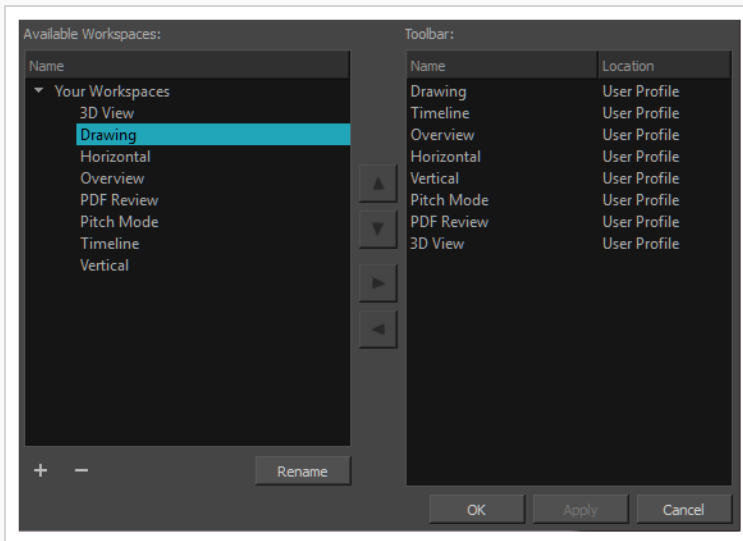 Available Workspaces:
Name
Your Workspaces
3D View
Drawing
Horizontal
Overview
PDF Review
Pitch Mode
Timeline
Vertical
Rename
Toolbar:
Name Location
Drawing User Profile
Timeline User Profile
Overview User Profile
Horizontal User Profile
Vertical User Profile
Pitch Mode User Profile
PDF Review User Profile
3D View User Profile
OK Apply Cancel